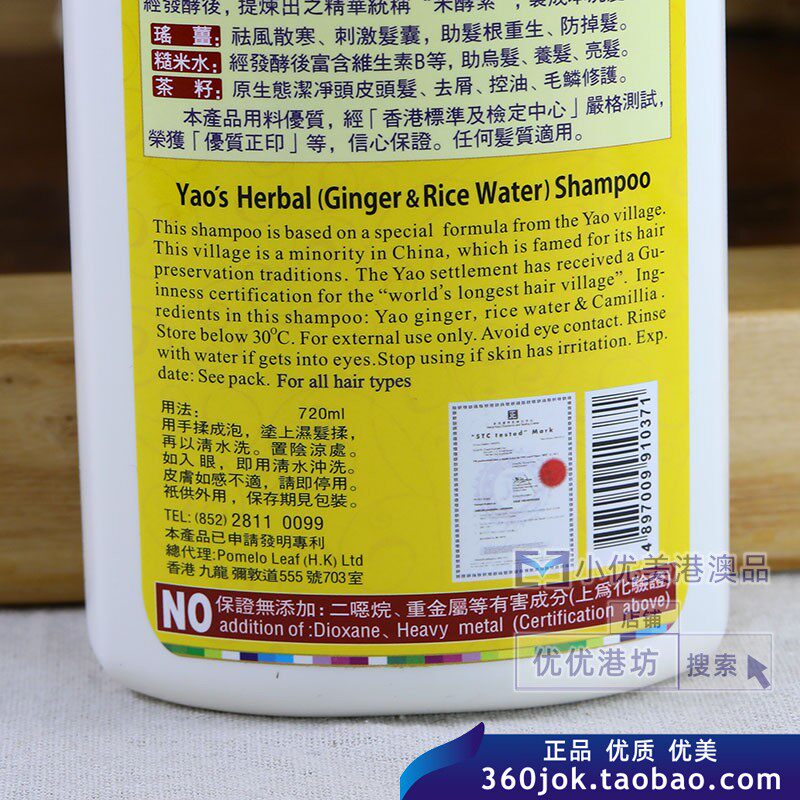 經發酵後，提煉出之精華統稱“米酵素”，
瑤 薑：祛風散寒、刺激髮囊，助髮根重生、防掉髮。
糙米水：經發酵後富含維生素B等，助烏髮、養髮、亮髮。
茶 籽：原生態潔凈頭皮頭髮、去屑、控油、毛鱗修護。
本產品用料優質，經「香港標準及檢定中心」嚴格測試，
榮獲「優質正印」等，信心保證。任何髮質適用。
Yao's Herbal (Ginger & Rice Water) Shampoo
This shampoo is based on a special formula from the Yao village.
This village is a minority in China, which is famed for its hair
preservation traditions. The Yao settlement has received a Gu-
inness certification for the “world's longest hair village”. Ing-
redients in this shampoo: Yao ginger, rice water & Camillia .
Store below 30°C. For external use only. Avoid eye contact. Rinse
with water if gets into eyes.Stop using if skin has irritation. Exp.
date: See pack. For all hair types
用法： 720ml
用手揉成泡，塗上濕髮揉，
再以清水洗。置陰涼處。
如入眼，即用清水沖洗。
皮膚如感不適，請即停用。
祇供外用，保存期見包裝。
TEL: (852) 2811 0099
本產品已申請發明專利
總代理:Pomelo Leaf (H.K) Ltd
香港 九龍 彌敦道555 號703室
"STC tested" Mark
4 897009 910371
NO 保證無添加：二噁烷、重金屬等有害成分(上爲化驗證)
addition of :Dioxane、Heavy metal (Certification above)
小优美港澳品
店铺
优优港坊 搜索
正品 优质 优美
360jok.taobao.com